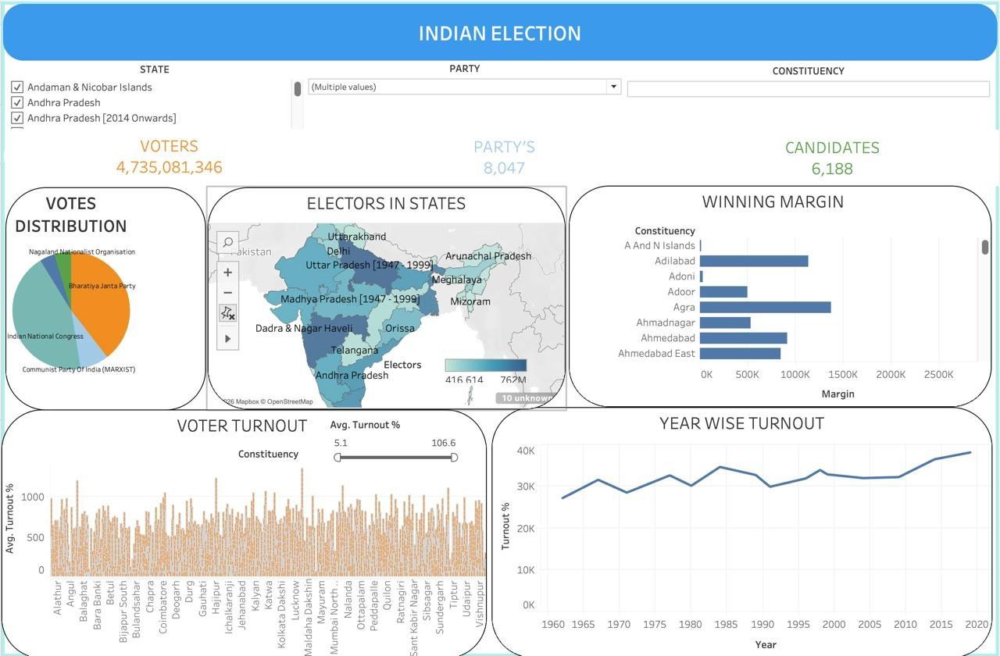 INDIAN ELECTION
STATE
PARTY
CONSTITUENCY
Andaman & Nicobar Islands
Andhra Pradesh
Andhra Pradesh [2014 Onwards]
(Multiple values)
VOTERS
4,735,081,346
PARTY'S
8,047
CANDIDATES
6,188
VOTES
DISTRIBUTION
Nagaland Nationalist Organisation
Bharatiya Janta Party
Indian National Congress
Communist Party Of India (MARXIST)
ELECTORS IN STATES
Pakistan
Uttarakhand
Delhi
Arunachal Pradesh
Uttar Pradesh [1947 - 1999]
Meghalaya
Madhya Pradesh [1947 - 1999]
Mizoram
Dadra & Nagar Haveli
Orissa
Telangana
Electors
Andhra Pradesh
416,614
762M
10 unknown
026 Mapbox © OpenStreetMap
WINNING MARGIN
Constituency
A And N Islands
Adilabad
Adoni
Adoor
Agra
Ahmadnagar
Ahmedabad
Ahmedabad East
0K 500K 1000K 1500K 2000K 2500K
Margin
VOTER TURNOUT
Avg. Turnout %
5.1 106.6
Constituency
Avg. Turnout %
1000
500
0
Alathur
Angul
Balaghat
Bara Banki
Betul
Bijapur South
Bulandsahar
Chapra
Coimbatore
Deogarh
Durg
Gauhati
Hajipur
Ichalkaranji
Jehanabad
Kalyan
Katwa
Kolkata Dakshi
Lucknow
Maldaha Dakshin
Mayuram
Mumbai North ..
Nalanda
Ottapalam
Peddapalle
Quilon
Ratnagiri
Sant Kabir Nagar
Sibsagar
Sundergarh
Tiptur
Udaipur
Vishnupur
YEAR WISE TURNOUT
Turnout %
40K
30K
20K
10K
0K
1960 1965 1970 1975 1980 1985 1990 1995 2000 2005 2010 2015 2020
Year